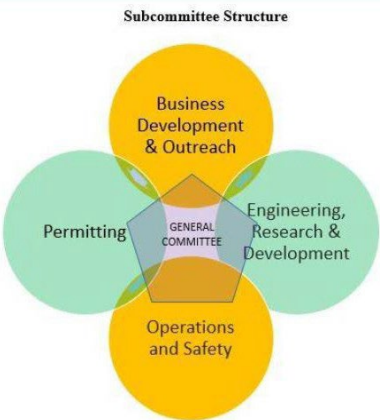 Subcommittee Structure
Business
Development
& Outreach
Permitting
GENERAL
COMMITTEE
Engineering,
Research &
Development
Operations
and Safety